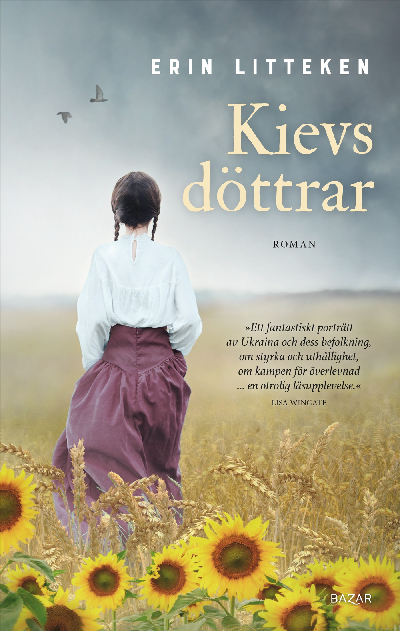 ERIN LITTEKEN
Kievs
döttrar
ROMAN
»Ett fantastiskt porträtt
av Ukraina och dess befolkning,
om styrka och uthållighet,
om kampen för överlevnad
... en otrolig läsupplevelse.«
LISA WINGATE
BAZAR